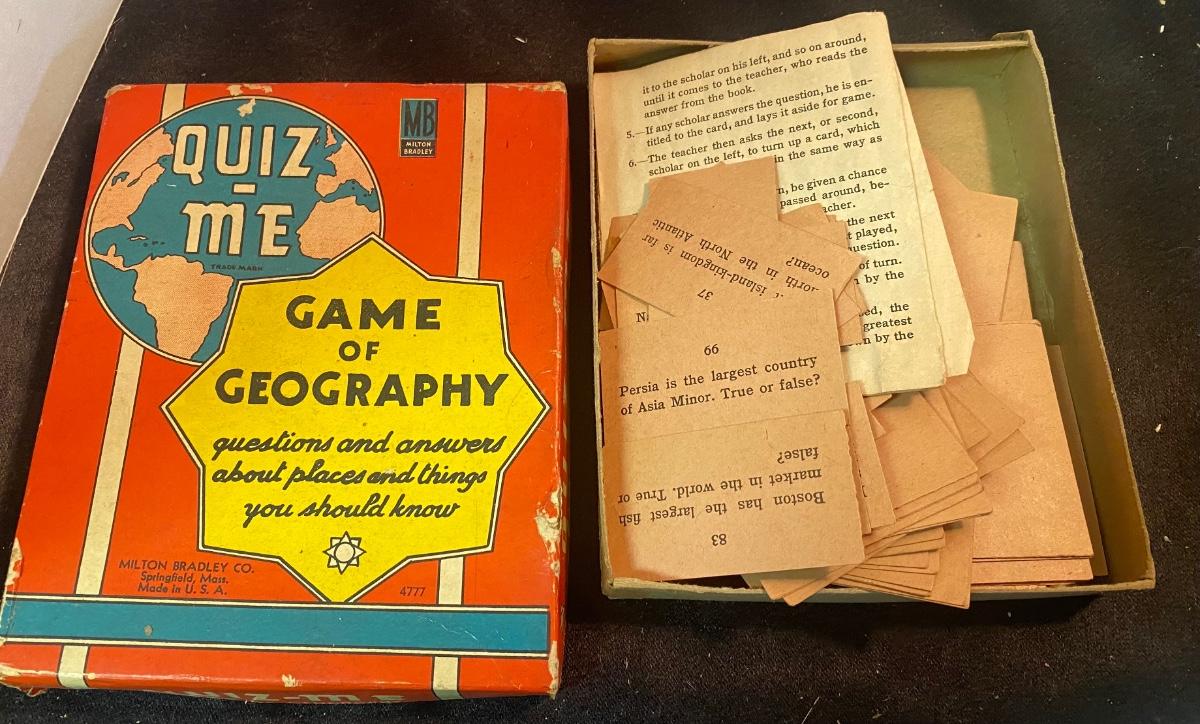 QUIZ
-
ME
TRADE MARK
MB
MILTON
BRADLEY
GAME
OF
GEOGRAPHY
questions and answers
about places and things
you should know
MILTON BRADLEY CO.
Springfield, Mass.
Made in U. S. A.
4777
QUIZ-ME
it to the scholar on his left, and so on around,
until it comes to the teacher, who reads the
answer from the book.
5.—If any scholar answers the question, he is en-
titled to the card, and lays it aside for game.
6.—The teacher then asks the next, or second,
scholar on the left, to turn up a card, which
in the same way as
be given a chance
passed around, be-
the next
played,
of turn.
by the
the
greatest
by the
37
island-kingdom is far
in the North Atlantic
ocean?
99
Persia is the largest country
of Asia Minor. True or false?
83
Boston has the largest fish
market in the world. True or
false?